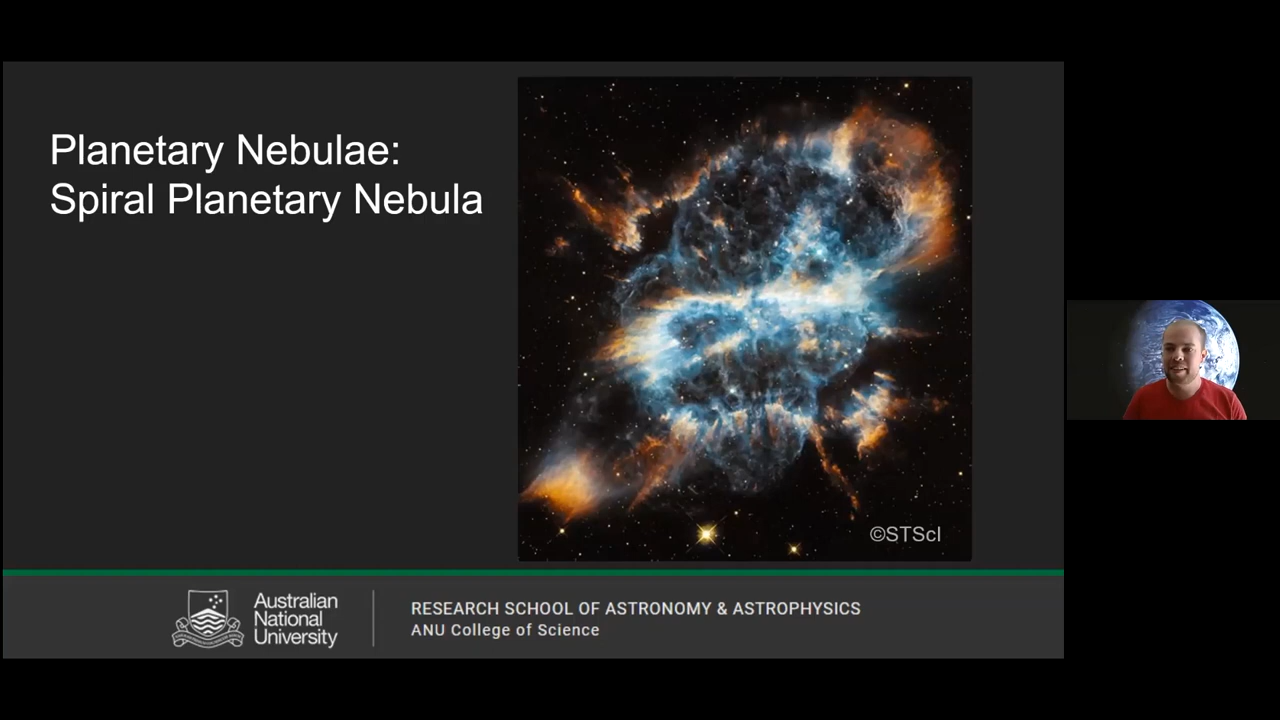 Planetary Nebulae:
Spiral Planetary Nebula
©STScI
Australian
National
University
RESEARCH SCHOOL OF ASTRONOMY & ASTROPHYSICS
ANU College of Science